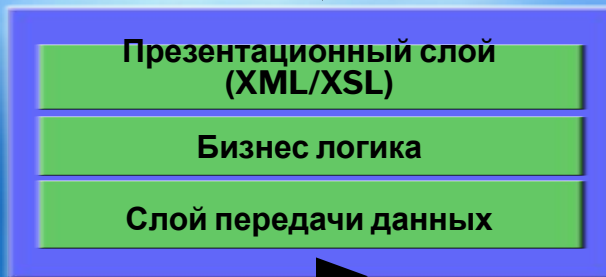 Презентационный слой
(XML/XSL)
Бизнес логика
Слой передачи данных